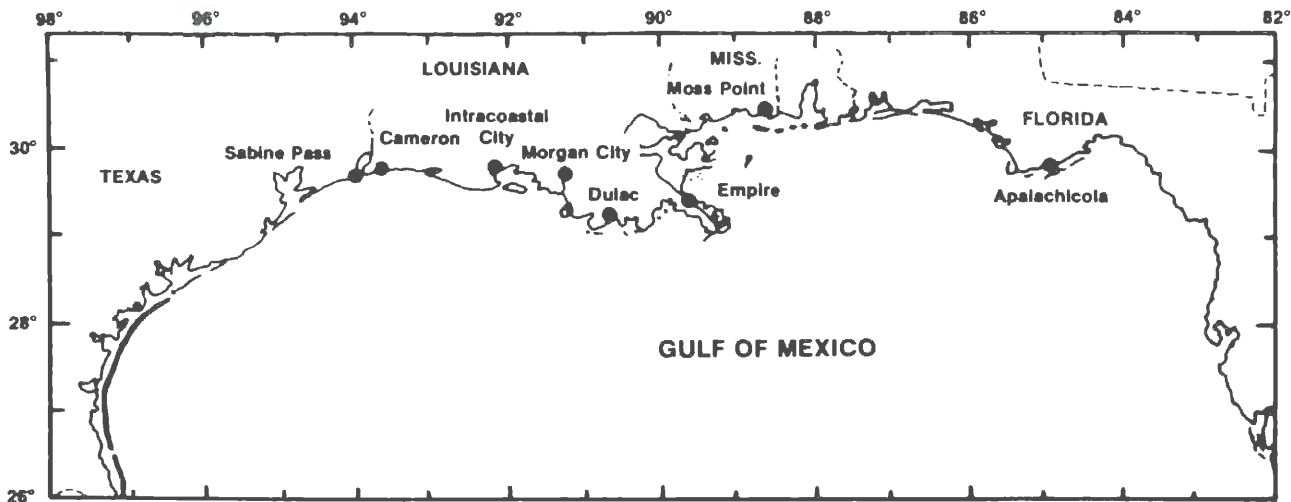 98° 96° 94° 92° 90° 88° 86° 84° 82°
LOUISIANA
MISS.
Moss Point
FLORIDA
Intracoastal
City
Cameron
Sabine Pass
Morgan City
30°
TEXAS
Dulac
Empire
Apalachicola
28°
GULF OF MEXICO
26°